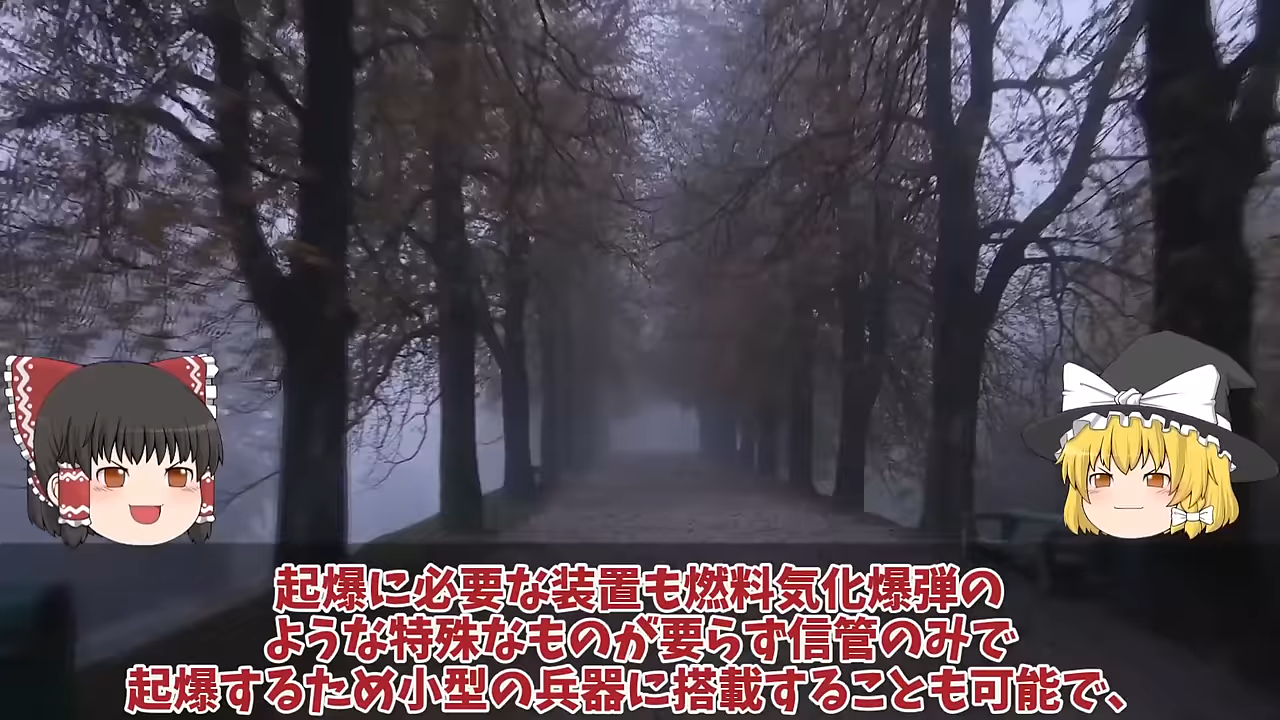 起爆に必要な装置も燃料気化爆弾の
ような特殊なものが要らず信管のみで
起爆するため小型の兵器に搭載することも可能で、